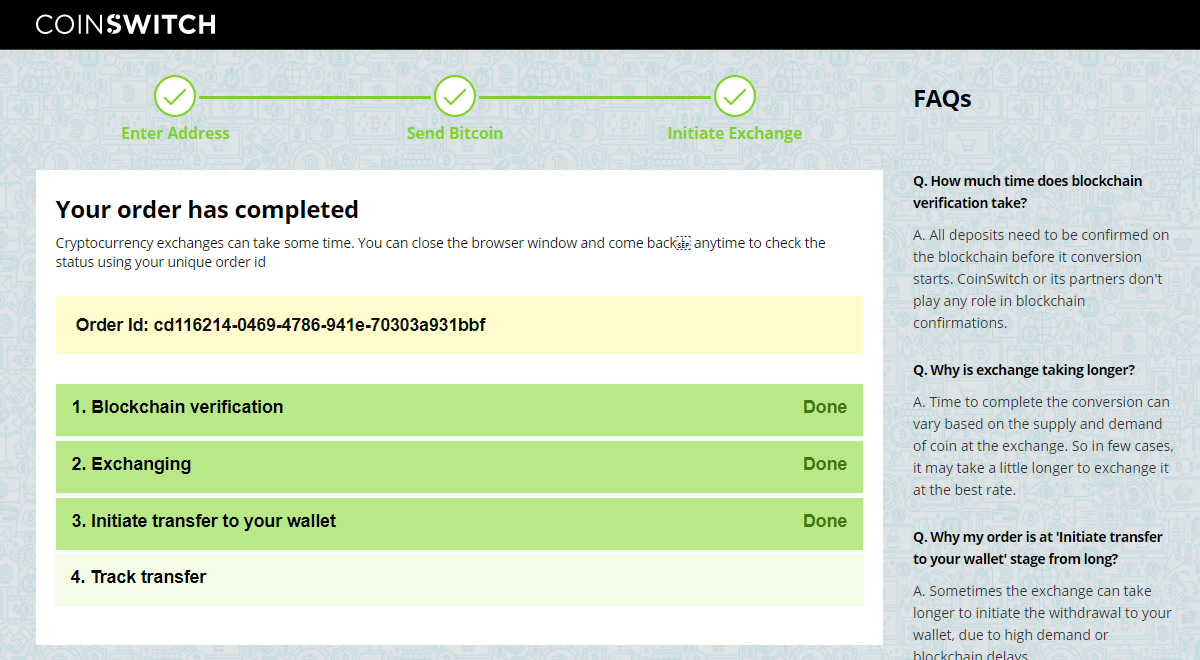 COINSWITCH
Enter Address
Send Bitcoin
Initiate Exchange
Your order has completed
Cryptocurrency exchanges can take some time. You can close the browser window and come back anytime to check the
status using your unique order id
Order Id: cd116214-0469-4786-941e-70303a931bbf
1. Blockchain verification Done
2. Exchanging Done
3. Initiate transfer to your wallet Done
4. Track transfer
FAQs
Q. How much time does blockchain
verification take?
A. All deposits need to be confirmed on
the blockchain before it conversion
starts. CoinSwitch or its partners don't
play any role in blockchain
confirmations.
Q. Why is exchange taking longer?
A. Time to complete the conversion can
vary based on the supply and demand
of coin at the exchange. So in few cases,
it may take a little longer to exchange it
at the best rate.
Q. Why my order is at 'Initiate transfer
to your wallet' stage from long?
A. Sometimes the exchange can take
longer to initiate the withdrawal to your
wallet, due to high demand or
blockchain delays.